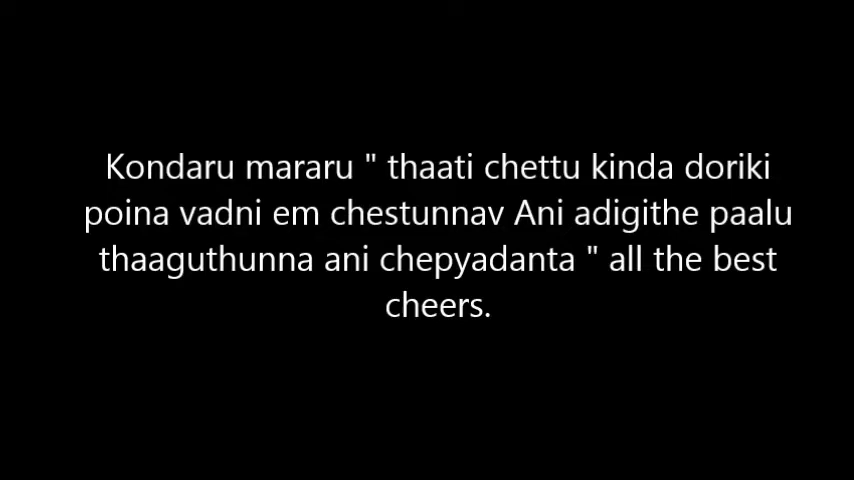 Kondaru mararu " thaati chettu kinda doriki
poina vadni em chestunnav Ani adigithe paalu
thaaguthunna ani chepyadanta " all the best
cheers.